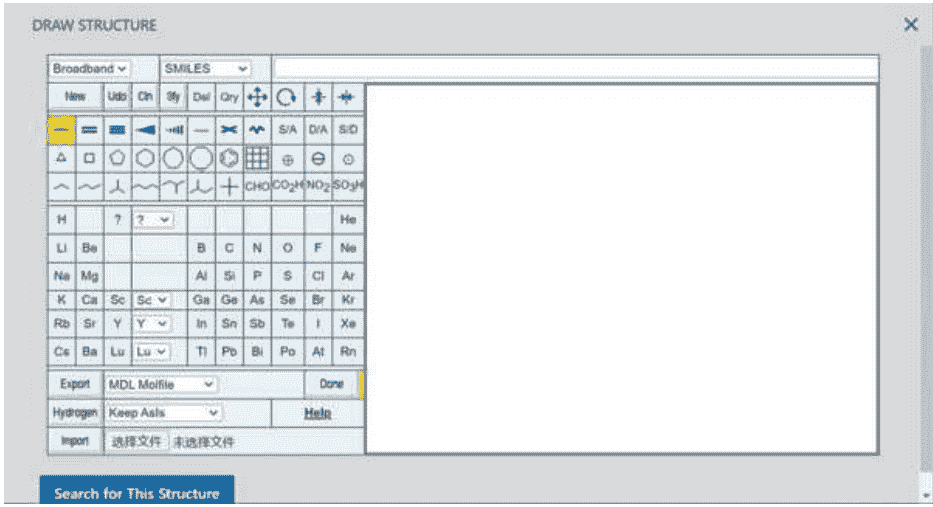 DRAW STRUCTURE
Broadband SMILES
New Udo Cln Sfy Del Qry
S/A D/A S/D
CHO CO2H NO2 SO3H
H ? ? He
Li Be B C N O F Ne
Na Mg Al Si P S Cl Ar
K Ca Sc Sc Ga Ge As Se Br Kr
Rb Sr Y Y In Sn Sb Te I Xe
Cs Ba Lu Lu Tl Pb Bi Po At Rn
Export MDL Molfile Done
Hydrogen Keep AsIs Help
Import 选择文件 未选择文件
Search for This Structure